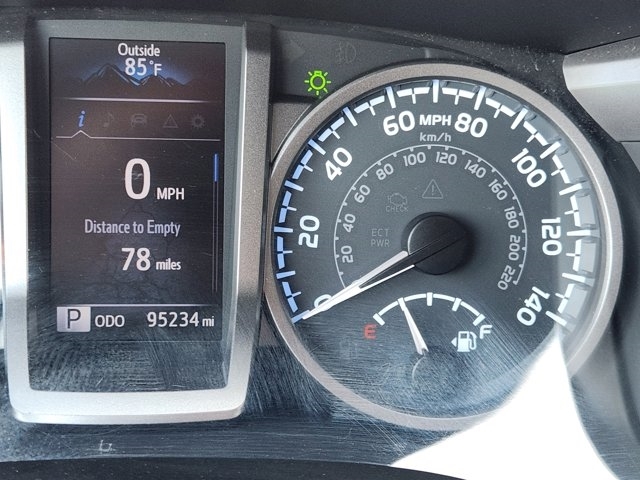 Outside
85°F
i
0 MPH
Distance to Empty
78 miles
P ODO 95234 mi
0 20 40 60 MPH 80 100 120 140
km/h
20 40 60 80 100 120 140 160 180 200 220
CHECK
ECT
PWR
E F